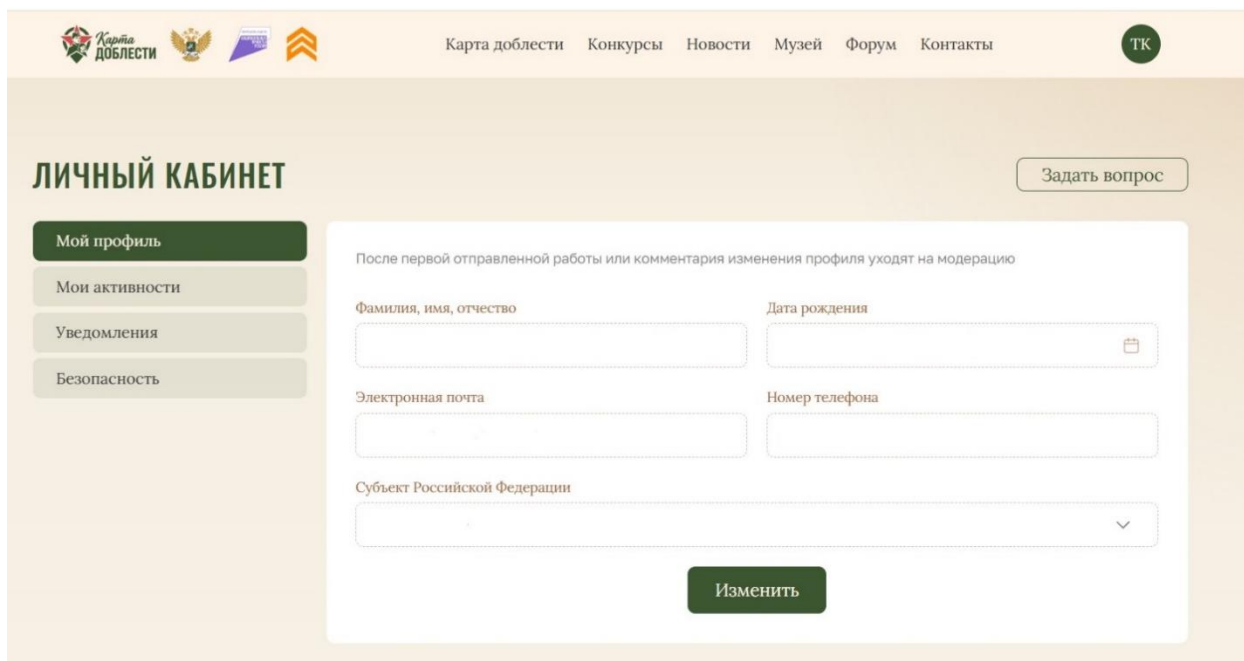 Карта
ДОБЛЕСТИ
Карта доблести Конкурсы Новости Музей Форум Контакты
ТК
ЛИЧНЫЙ КАБИНЕТ
Задать вопрос
Мой профиль
Мои активности
Уведомления
Безопасность
После первой отправленной работы или комментария изменения профиля уходят на модерацию
Фамилия, имя, отчество
Дата рождения
Электронная почта
Номер телефона
Субъект Российской Федерации
Изменить